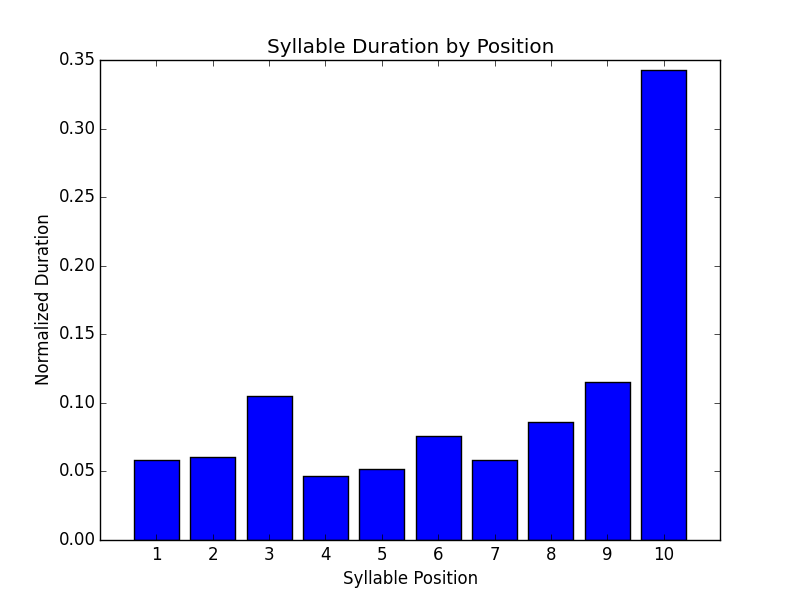 Syllable Duration by Position
0.35
0.30
0.25
0.20
0.15
0.10
0.05
0.00
Normalized Duration
1 2 3 4 5 6 7 8 9 10
Syllable Position